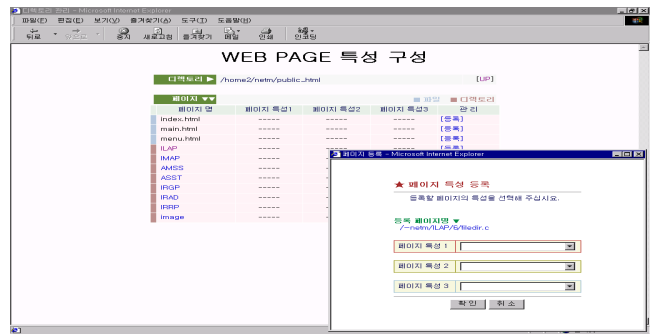 디렉토리 관리 - Microsoft Internet Explorer
파일(F) 편집(E) 보기(V) 즐겨찾기(A) 도구(T) 도움말(H)
뒤로 앞으로 중지 새로고침 즐겨찾기 메일 인쇄 인코딩
WEB PAGE 특성 구성
디렉토리 ▶ /home2/netm/public_html [UP]
페이지 ▼▼ 파일 디렉토리
페이지 명 페이지 특성1 페이지 특성2 페이지 특성3 관 리
index.html ----- ----- ----- [등록]
main.html ----- ----- ----- [등록]
menu.html ----- ----- ----- [등록]
ILAP ----- -----
IMAP ----- -----
AMSS ----- -----
ASST ----- -----
IRGP ----- -----
IRAD ----- -----
IRRP ----- -----
image ----- -----
페이지 등록 - Microsoft Internet Explorer
★ 페이지 특성 등록
등록할 페이지의 특성을 선택해 주십시요.
등록 페이지명 ▼
/~netm/ILAP/6/filedir.c
페이지 특성 1
페이지 특성 2
페이지 특성 3
확 인 취 소